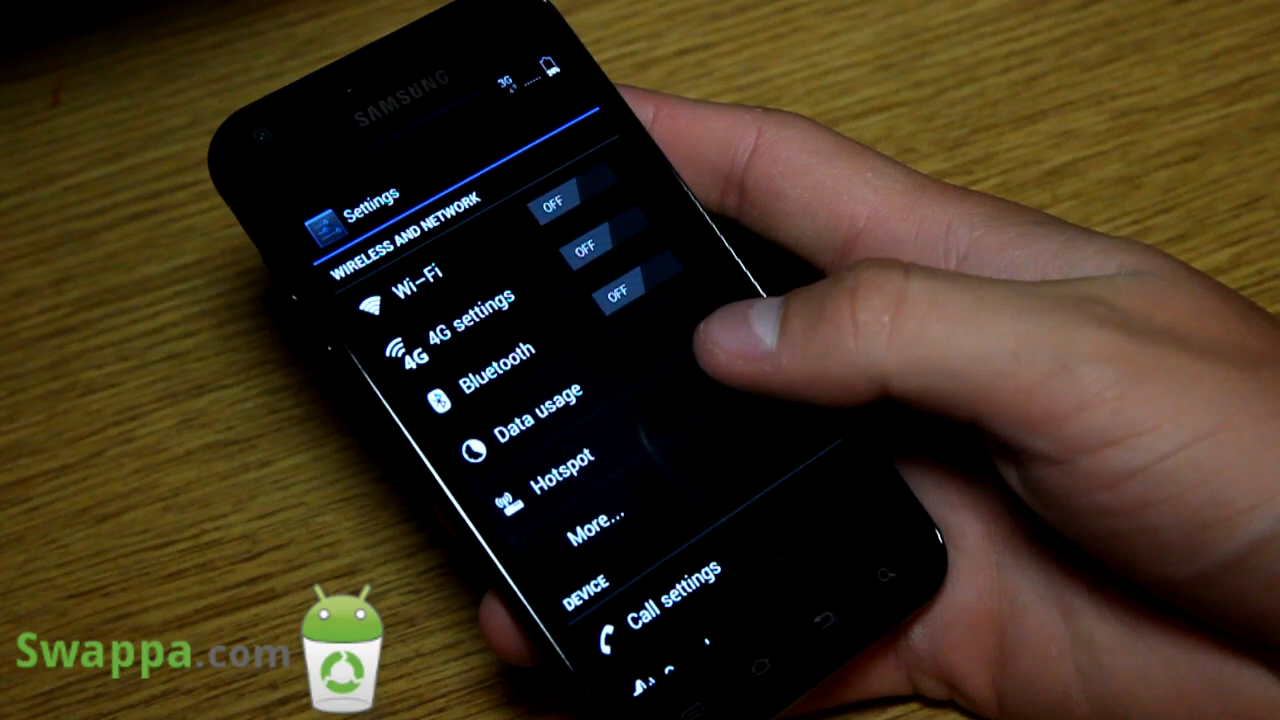 SAMSUNG
3G
Settings
WIRELESS AND NETWORK
Wi-Fi
OFF
4G
4G settings
OFF
Bluetooth
OFF
Data usage
Hotspot
More...
DEVICE
Call settings
Swappa.com